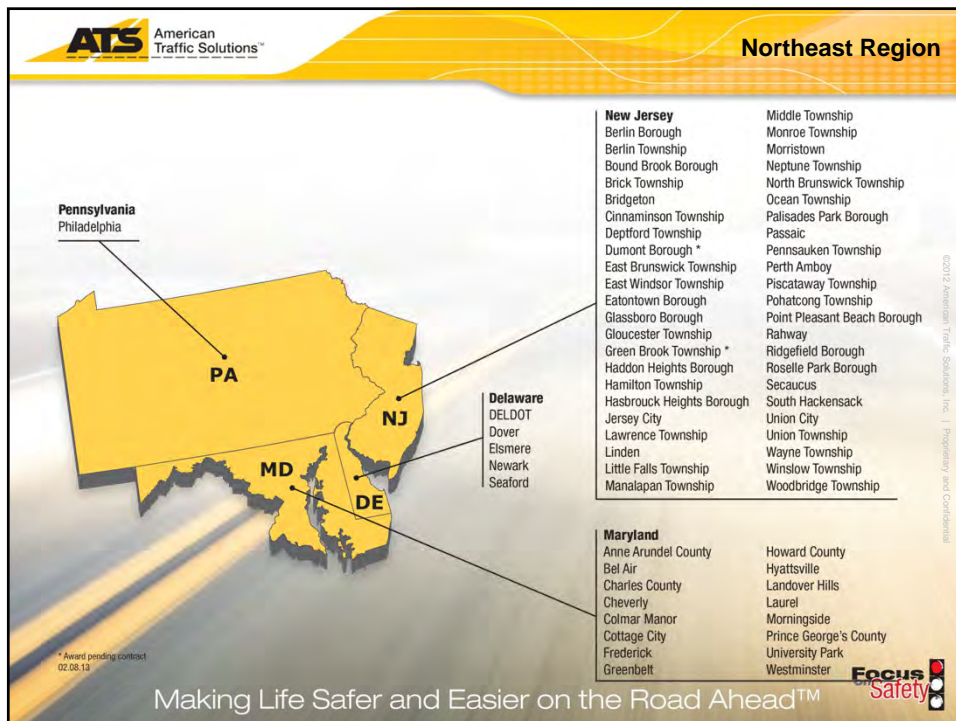 ATS American
Traffic Solutions™
Northeast Region
Pennsylvania
Philadelphia
PA
NJ
MD
DE
Delaware
DELDOT
Dover
Elsmere
Newark
Seaford
New Jersey
Berlin Borough
Berlin Township
Bound Brook Borough
Brick Township
Bridgeton
Cinnaminson Township
Deptford Township
Dumont Borough *
East Brunswick Township
East Windsor Township
Eatontown Borough
Glassboro Borough
Gloucester Township
Green Brook Township *
Haddon Heights Borough
Hamilton Township
Hasbrouck Heights Borough
Jersey City
Lawrence Township
Linden
Little Falls Township
Manalapan Township
Middle Township
Monroe Township
Morristown
Neptune Township
North Brunswick Township
Ocean Township
Palisades Park Borough
Passaic
Pennsauken Township
Perth Amboy
Piscataway Township
Pohatcong Township
Point Pleasant Beach Borough
Rahway
Ridgefield Borough
Roselle Park Borough
Secaucus
South Hackensack
Union City
Union Township
Wayne Township
Winslow Township
Woodbridge Township
Maryland
Anne Arundel County
Bel Air
Charles County
Cheverly
Colmar Manor
Cottage City
Frederick
Greenbelt
Howard County
Hyattsville
Landover Hills
Laurel
Morningside
Prince George's County
University Park
Westminster
©2012 American Traffic Solutions, Inc. | Proprietary and Confidential
* Award pending contract
02.08.13
Making Life Safer and Easier on the Road Ahead™
Focus
on Safety